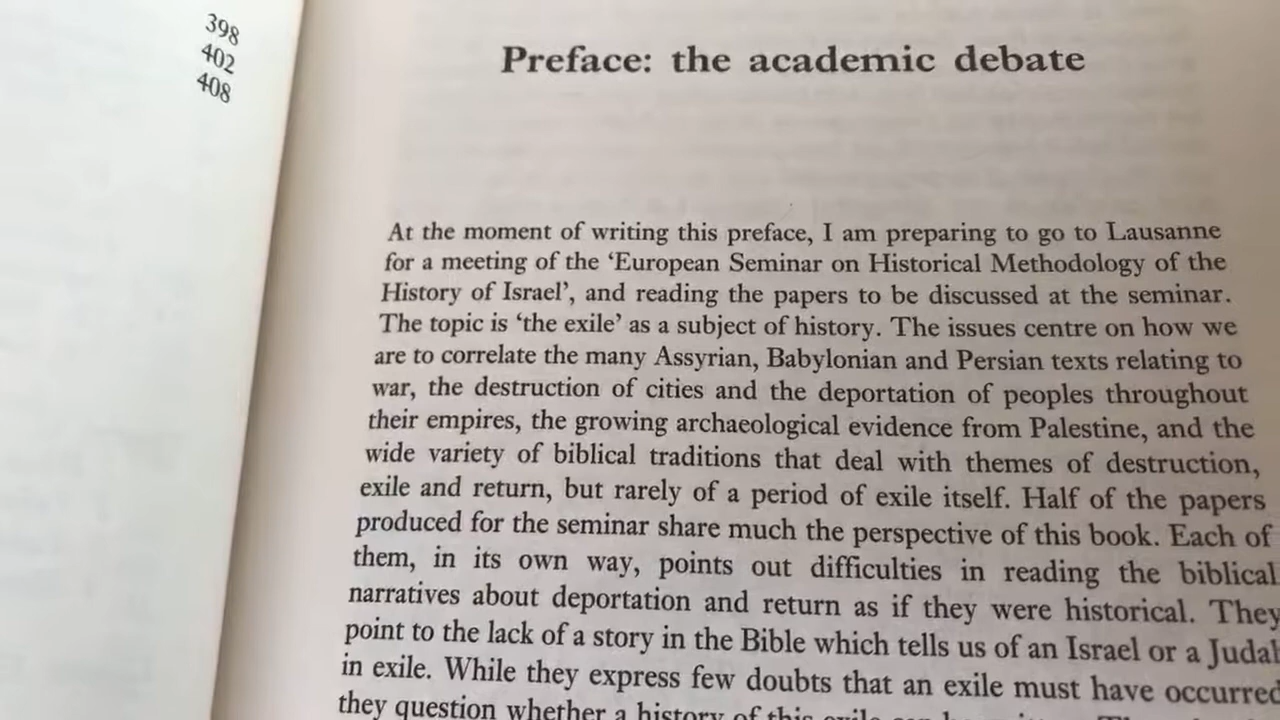 398
402
408
Preface: the academic debate
At the moment of writing this preface, I am preparing to go to Lausanne
for a meeting of the ‘European Seminar on Historical Methodology of the
History of Israel’, and reading the papers to be discussed at the seminar.
The topic is ‘the exile’ as a subject of history. The issues centre on how we
are to correlate the many Assyrian, Babylonian and Persian texts relating to
war, the destruction of cities and the deportation of peoples throughout
their empires, the growing archaeological evidence from Palestine, and the
wide variety of biblical traditions that deal with themes of destruction,
exile and return, but rarely of a period of exile itself. Half of the papers
produced for the seminar share much the perspective of this book. Each of
them, in its own way, points out difficulties in reading the biblical
narratives about deportation and return as if they were historical. They
point to the lack of a story in the Bible which tells us of an Israel or a Judah
in exile. While they express few doubts that an exile must have occurred
they question whether a history of this exile can